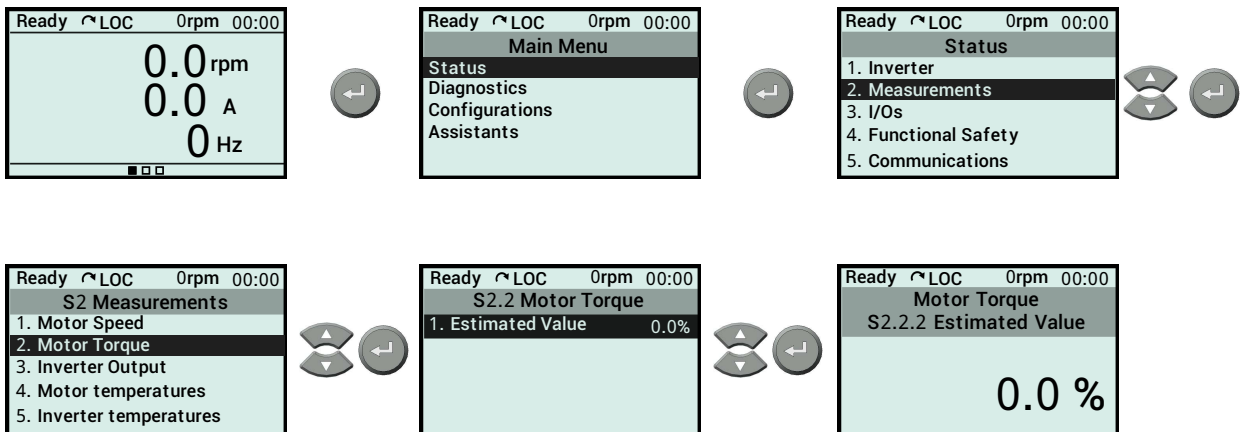 Ready ↷LOC 0rpm 00:00
0.0 rpm
0.0 A
0 Hz
Ready ↷LOC 0rpm 00:00
Main Menu
Status
Diagnostics
Configurations
Assistants
Ready ↷LOC 0rpm 00:00
Status
1. Inverter
2. Measurements
3. I/Os
4. Functional Safety
5. Communications
Ready ↷LOC 0rpm 00:00
S2 Measurements
1. Motor Speed
2. Motor Torque
3. Inverter Output
4. Motor temperatures
5. Inverter temperatures
Ready ↷LOC 0rpm 00:00
S2.2 Motor Torque
1. Estimated Value 0.0%
Ready ↷LOC 0rpm 00:00
Motor Torque
S2.2.2 Estimated Value
0.0 %